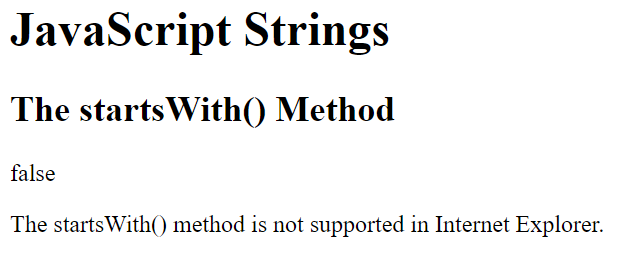 JavaScript Strings
The startsWith() Method
false
The startsWith() method is not supported in Internet Explorer.